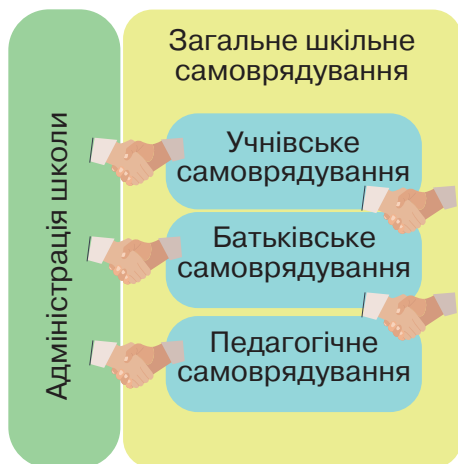 Адміністрація школи
Загальне шкільне
самоврядування
Учнівське
самоврядування
Батьківське
самоврядування
Педагогічне
самоврядування